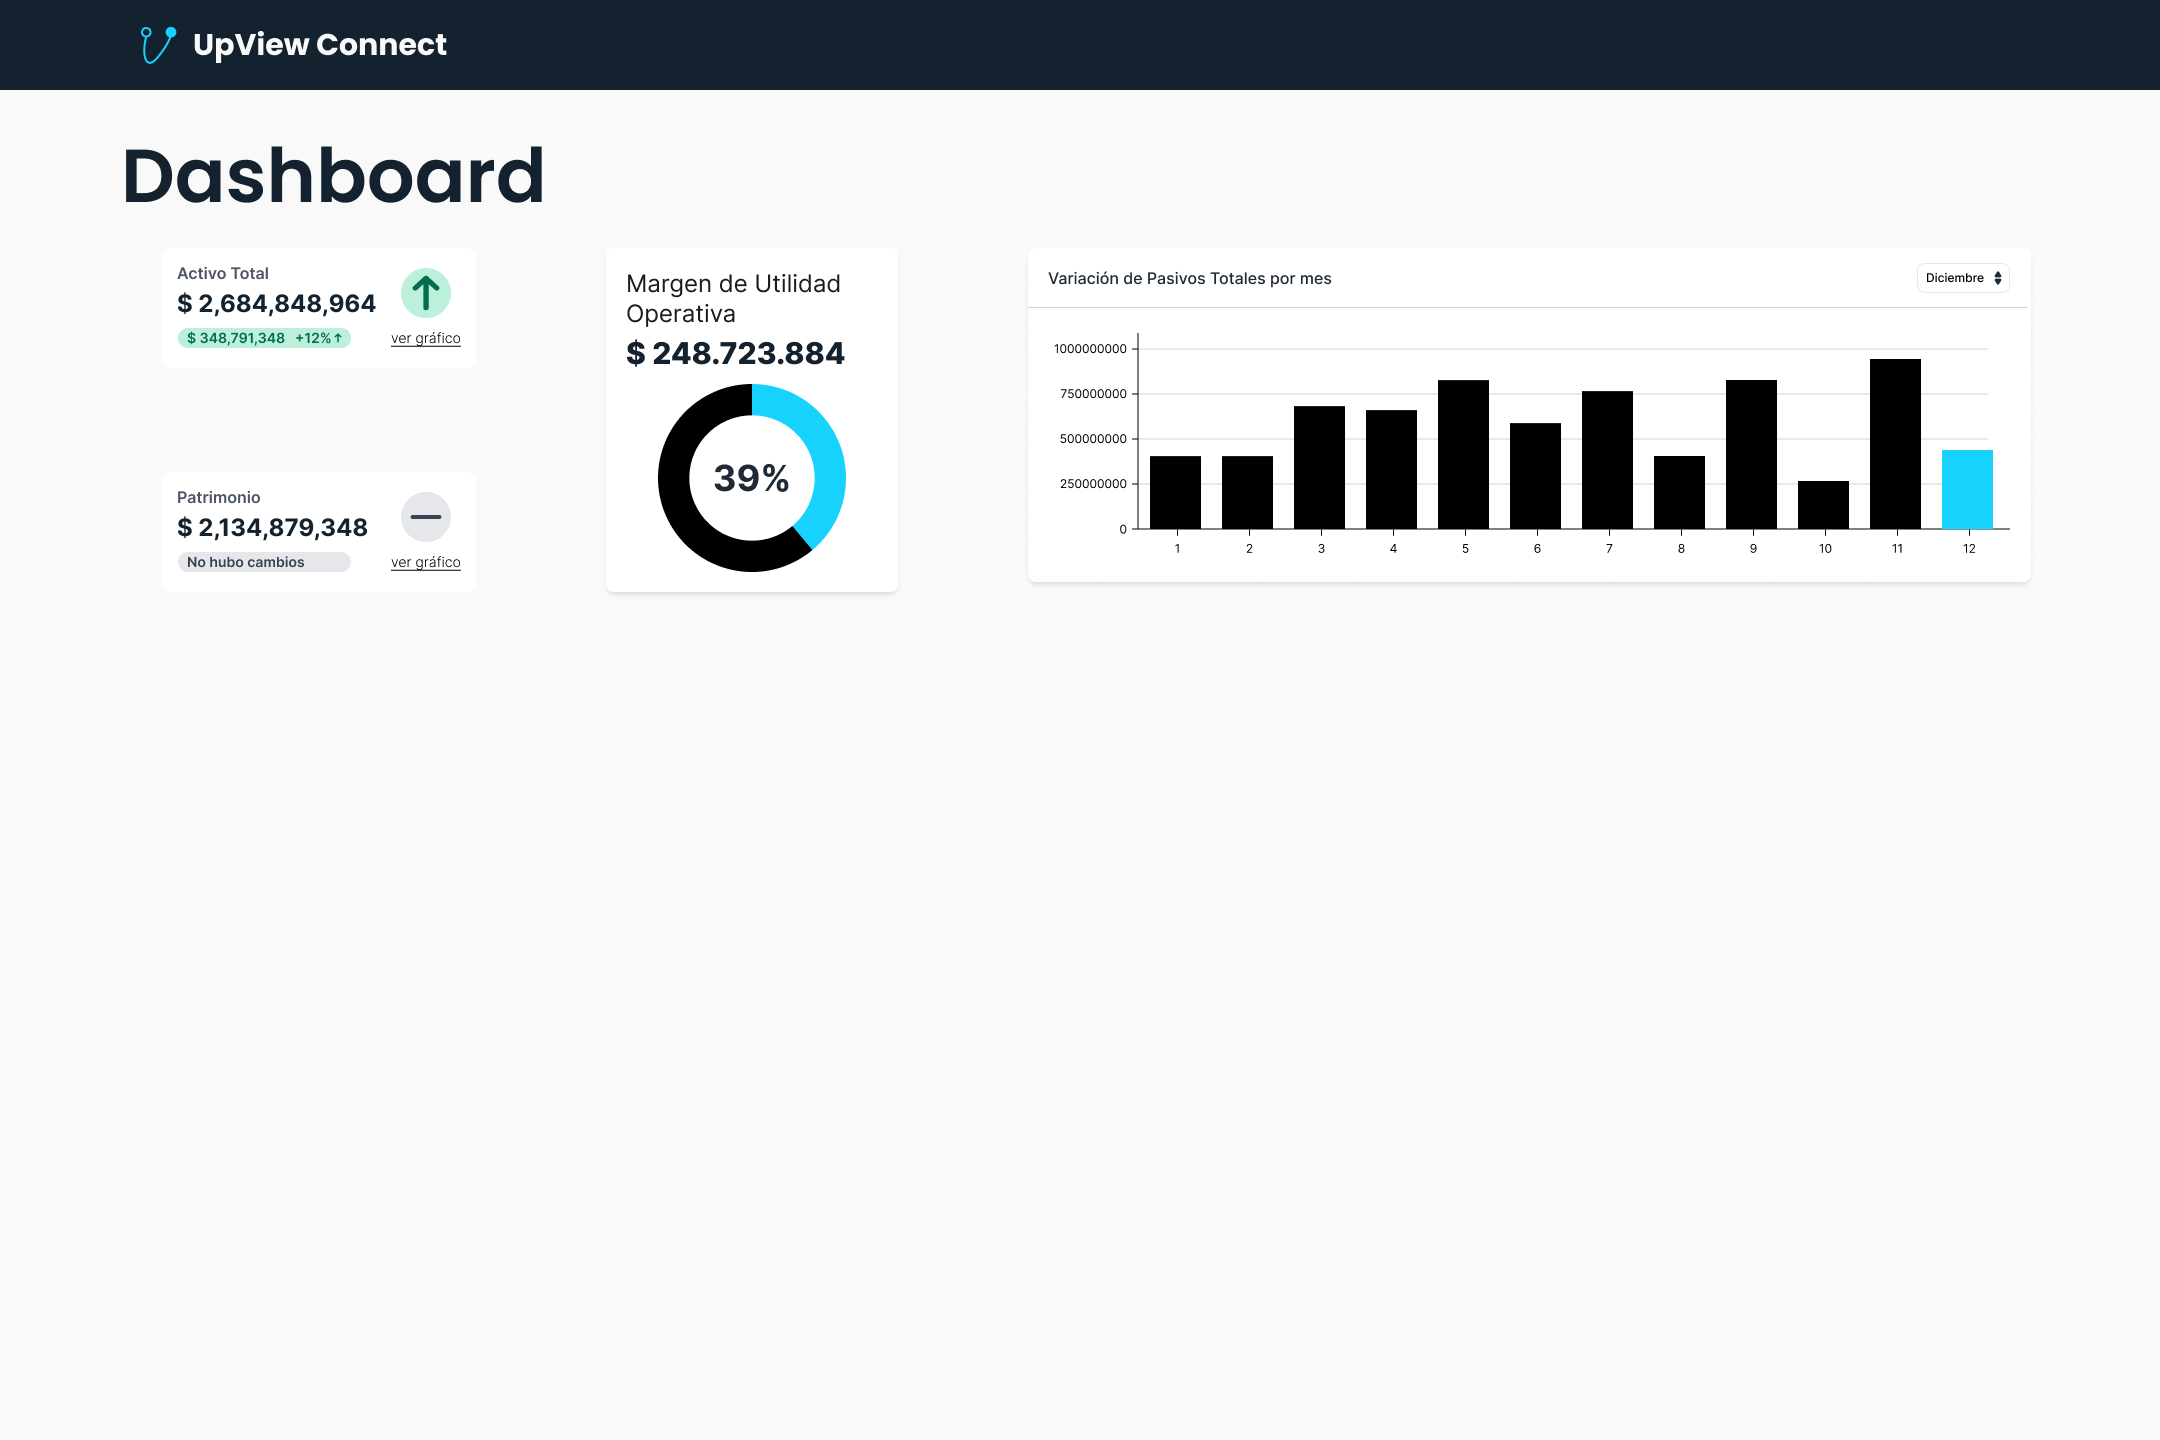 UpView Connect
Dashboard
Activo Total
$ 2,684,848,964
$ 348,791,348 +12%↑
ver gráfico
Patrimonio
$ 2,134,879,348
No hubo cambios
ver gráfico
Margen de Utilidad
Operativa
$ 248.723.884
39%
Variación de Pasivos Totales por mes
Diciembre
1000000000
750000000
500000000
250000000
0
1 2 3 4 5 6 7 8 9 10 11 12